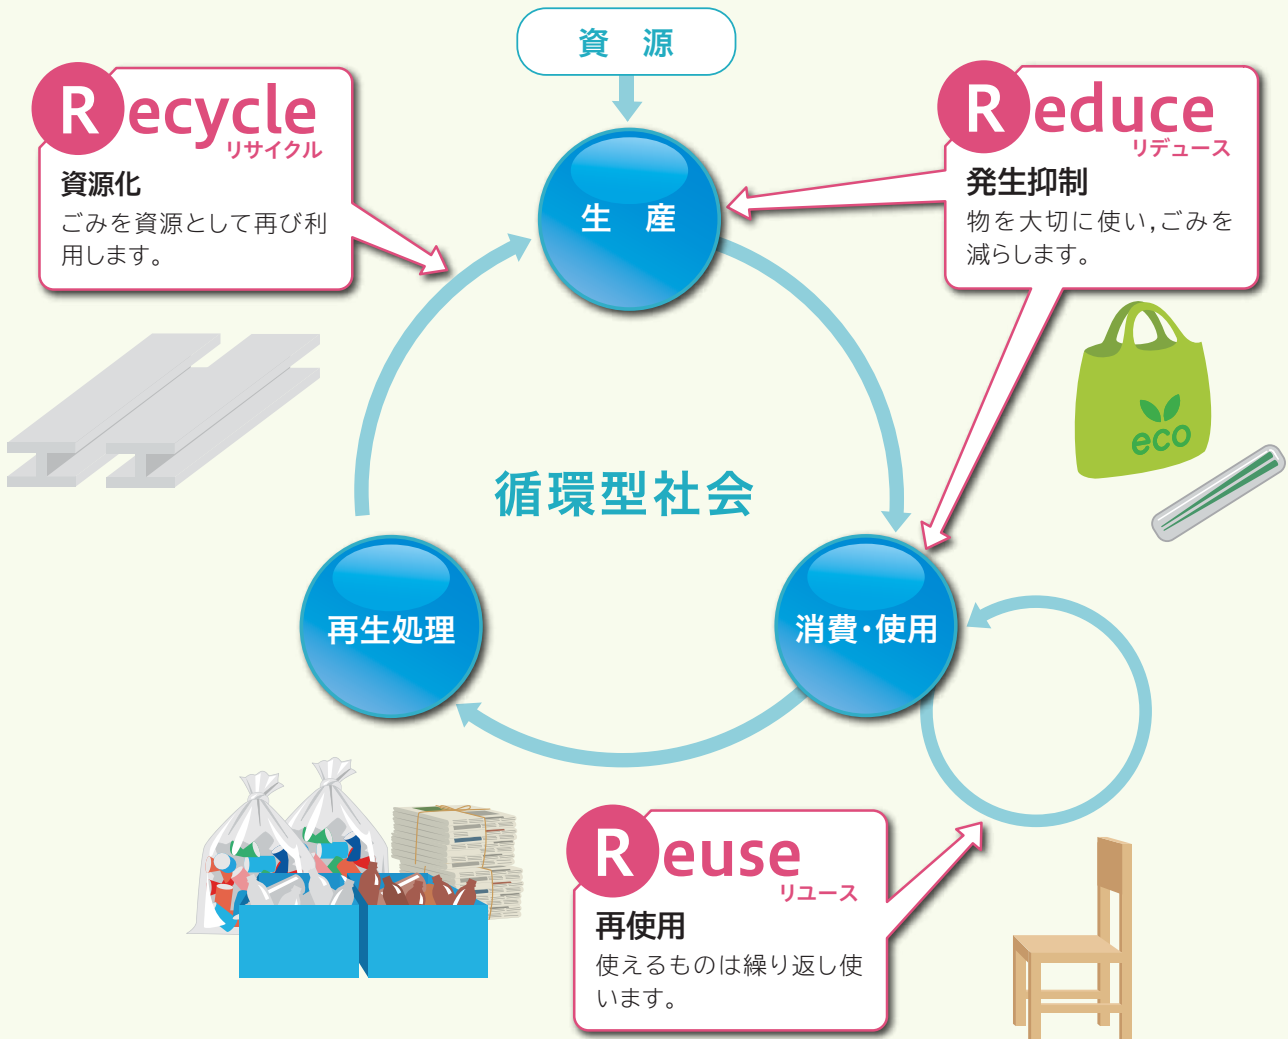 資 源
Recycle
リサイクル
資源化
ごみを資源として再び利
用します。
Reduce
リデュース
発生抑制
物を大切に使い,ごみを
減らします。
生 産
eco
循環型社会
再生処理
消費・使用
Reuse
リユース
再使用
使えるものは繰り返し使
います。